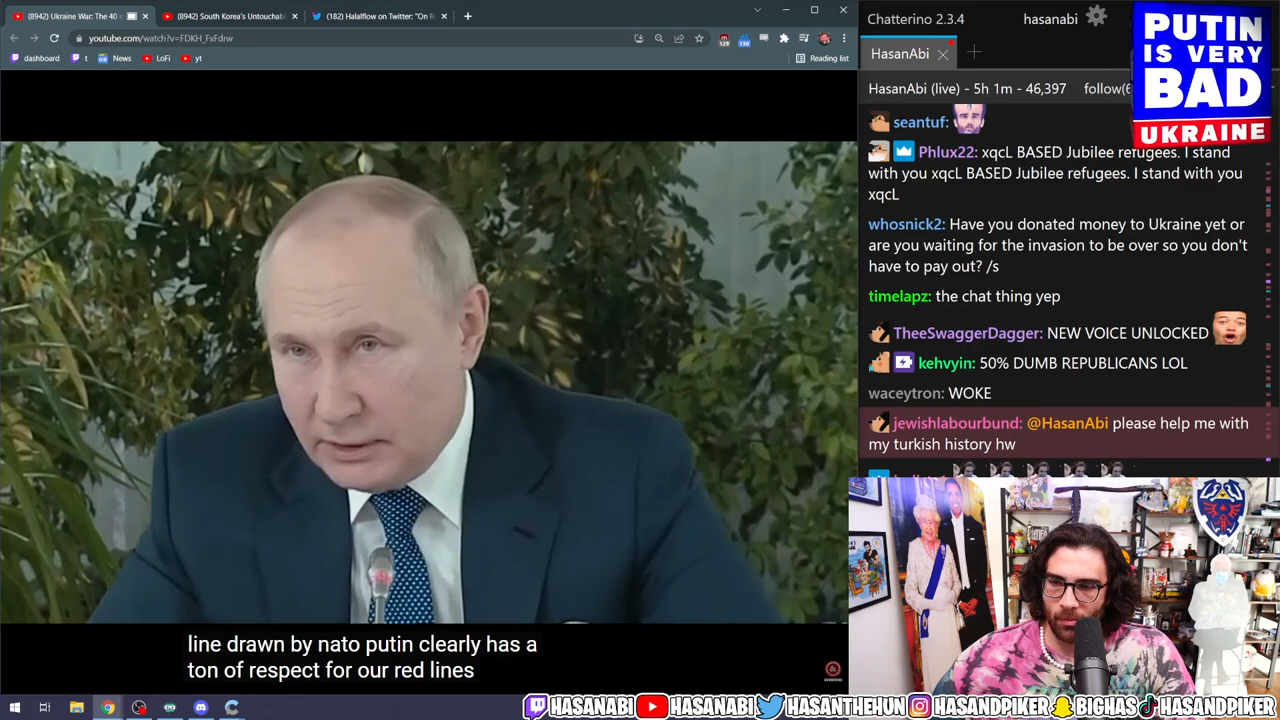 (8942) Ukraine War: The 40 n
(8942) South Korea's Untouchab
(182) Halalflow on Twitter: "On R
youtube.com/watch?v=FDKH_FxFdrw
129
130
dashboard
t
News
LoFi
yt
Reading list
line drawn by nato putin clearly has a
ton of respect for our red lines
SUBSCRIBE
Chatterino 2.3.4
hasanabi
HasanAbi
HasanAbi (live) - 5h 1m - 46,397
follow(6
PUTIN
IS VERY
BAD
UKRAINE
seantuf:
Phlux22: xqcL BASED Jubilee refugees. I stand
with you xqcL BASED Jubilee refugees. I stand with you
xqcL
whosnick2: Have you donated money to Ukraine yet or
are you waiting for the invasion to be over so you don't
have to pay out? /s
timelapz: the chat thing yep
TheeSwaggerDagger: NEW VOICE UNLOCKED
kehvyin: 50% DUMB REPUBLICANS LOL
waceytron: WOKE
jewishlabourbund: @HasanAbi please help me with
my turkish history hw
HASANABI
HASANABI
HASANTHEHUN
HASANDPIKER
BIGHAS
HASANDPIKER